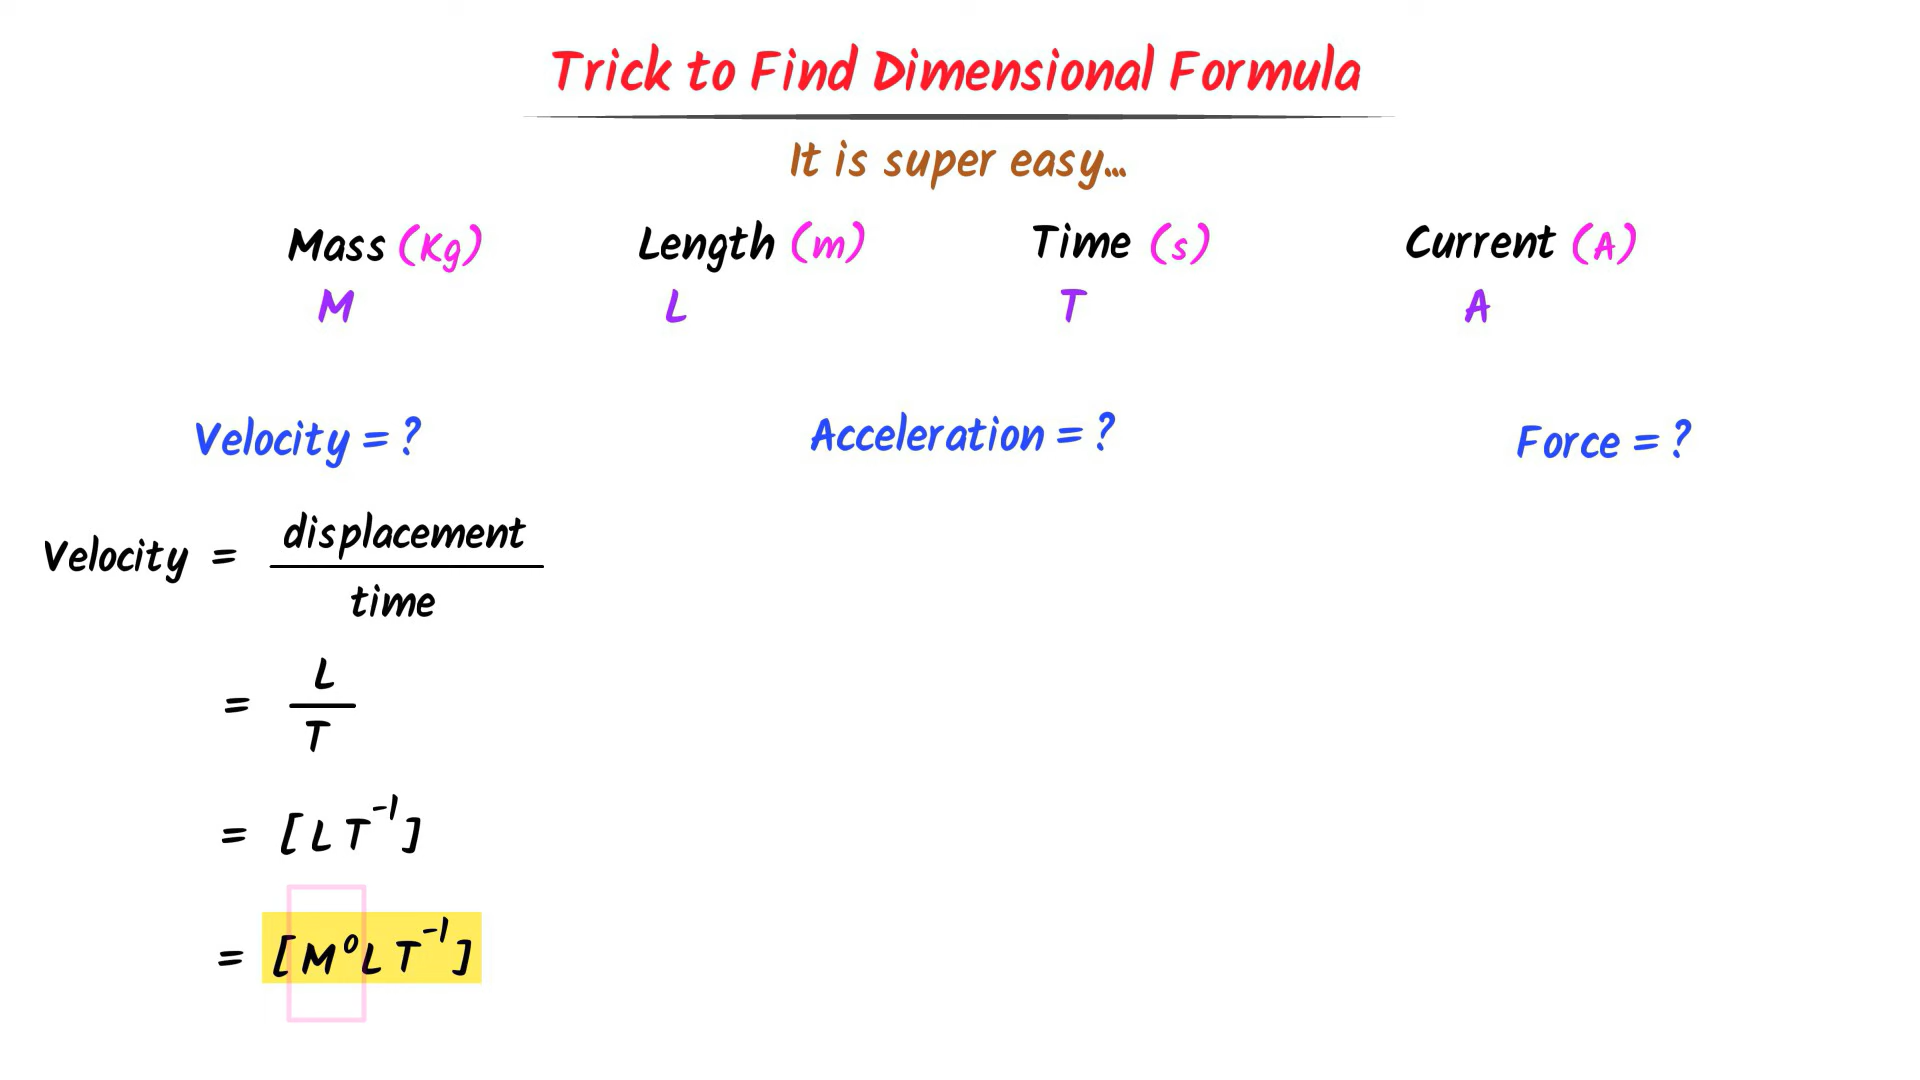 Trick to Find Dimensional Formula
It is super easy...
Mass (Kg) Length (m) Time (s) Current (A)
M L T A
Velocity = ? Acceleration = ? Force = ?
Velocity = displacement
time
= L
T
= [L T⁻¹]
= [M⁰L T⁻¹]